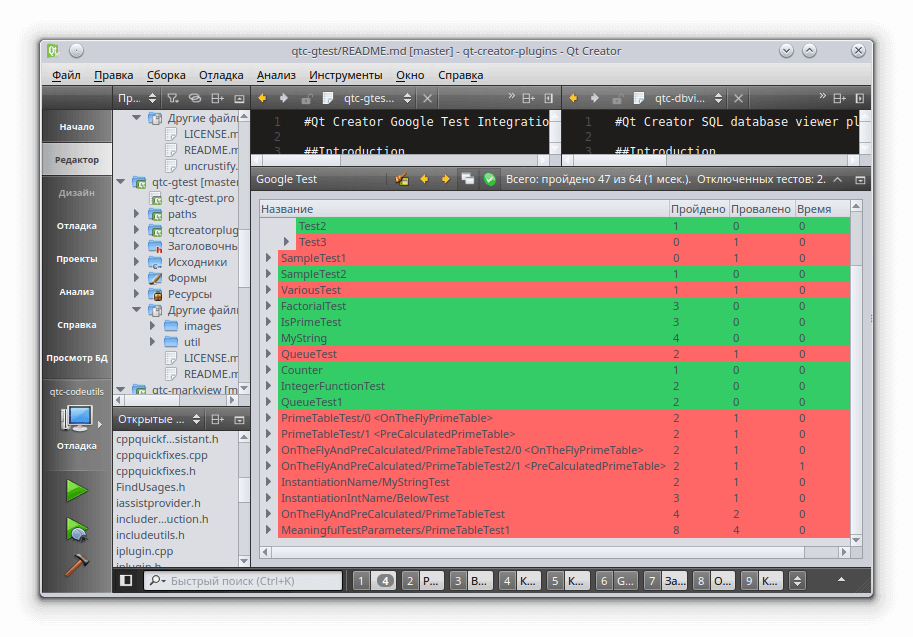 qtc-gtest/README.md [master] - qt-creator-plugins - Qt Creator
Файл Правка Сборка Отладка Анализ Инструменты Окно Справка
Пр... qtc-gtes... qtc-dbvi...
Начало
Редактор
Дизайн
Отладка
Проекты
Анализ
Справка
Просмотр БД
qtc-codeutils
Отладка
Другие файлы
LICENSE.m
README.m
uncrustify.
qtc-gtest [master
qtc-gtest.pro
paths
qtcreatorplug
Заголовочнь
Исходники
Формы
Ресурсы
Другие файлы
images
util
LICENSE.m
README.m
qtc-markview [m
Открытые ...
cppquickf...sistant.h
cppquickfixes.cpp
cppquickfixes.h
FindUsages.h
iassistprovider.h
includer...uction.h
includeutils.h
iplugin.cpp
iplugin.h
1 #Qt Creator Google Test Integratio
2
3 ##Introduction
1 #Qt Creator SQL database viewer pl
2
3 ##Introduction
Google Test Всего: пройдено 47 из 64 (1 мсек.). Отключенных тестов: 2.
Название Пройдено Провалено Время
Test2 1 0 0
Test3 0 1 0
SampleTest1 0 1 0
SampleTest2 1 0 0
VariousTest 1 1 0
FactorialTest 3 0 0
IsPrimeTest 3 0 0
MyString 4 0 0
QueueTest 2 1 0
Counter 1 0 0
IntegerFunctionTest 2 0 0
QueueTest1 2 0 0
PrimeTableTest/0 <OnTheFlyPrimeTable> 2 1 0
PrimeTableTest/1 <PreCalculatedPrimeTable> 2 1 0
OnTheFlyAndPreCalculated/PrimeTableTest2/0 <OnTheFlyPrimeTable> 2 1 0
OnTheFlyAndPreCalculated/PrimeTableTest2/1 <PreCalculatedPrimeTable> 2 1 1
InstantiationName/MyStringTest 2 1 0
InstantiationIntName/BelowTest 3 1 0
OnTheFlyAndPreCalculated/PrimeTableTest 4 2 0
MeaningfulTestParameters/PrimeTableTest1 8 4 0
Быстрый поиск (Ctrl+K) 1 4 2 P... 3 В... 4 К... 5 К... 6 G... 7 За... 8 О... 9 К...